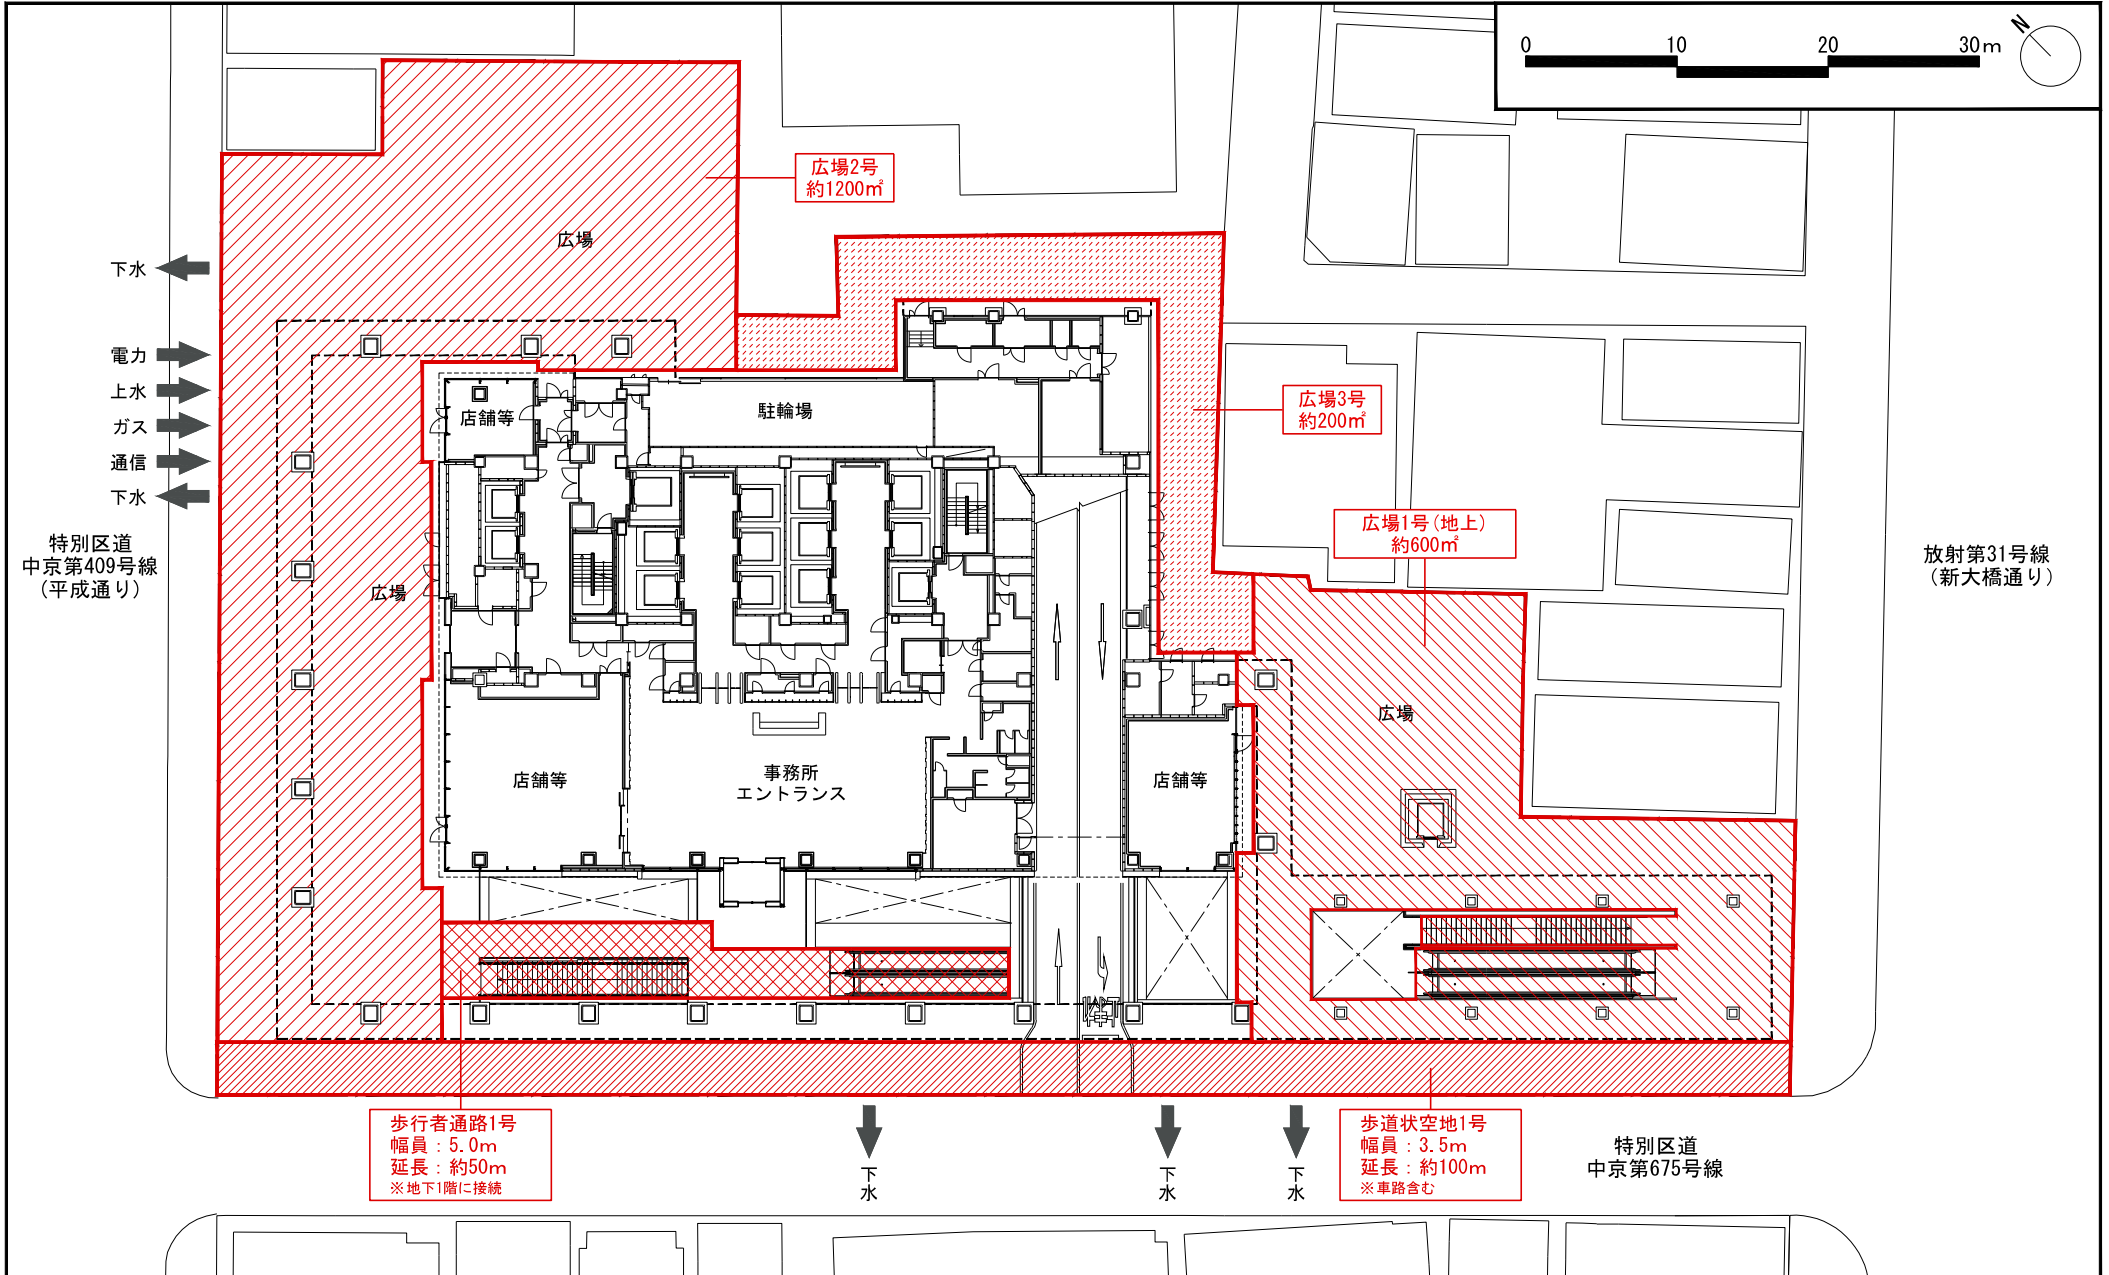 0 10 20 30m
N
広場2号
約1200㎡
広場
下水
電力
上水
ガス
通信
下水
特別区道
中京第409号線
(平成通り)
広場
店舗等
駐輪場
広場3号
約200㎡
広場1号(地上)
約600㎡
放射第31号線
(新大橋通り)
広場
店舗等
事務所
エントランス
店舗等
歩行者通路1号
幅員:5.0m
延長:約50m
※地下1階に接続
下水
下水
下水
歩道状空地1号
幅員:3.5m
延長:約100m
※車路含む
特別区道
中京第675号線